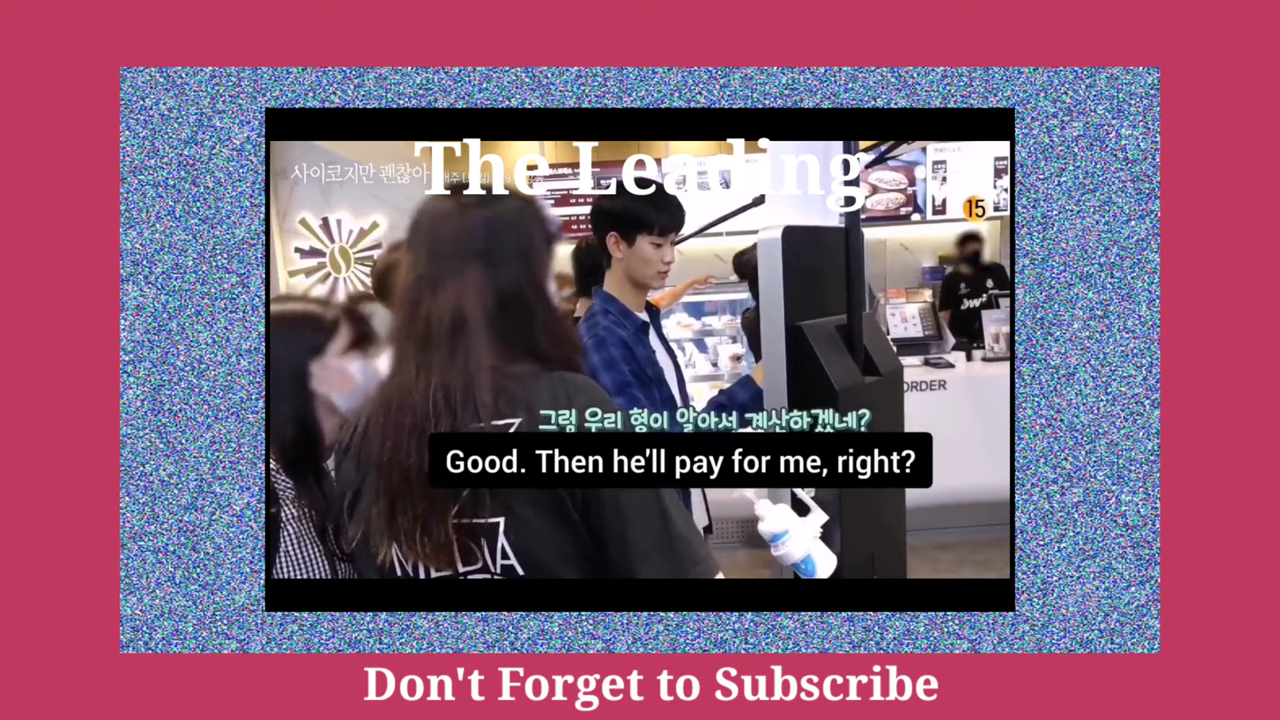 The Leading
사이코지만 괜찮아
15
ORDER
그럼 우리 형이 알아서 계산하겠네?
Good. Then he'll pay for me, right?
MEDIA
Don't Forget to Subscribe